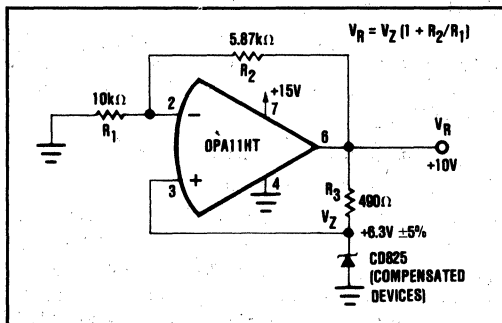 V_R = V_Z (1 + R_2/R_1)
5.87kΩ
R_2
+15V
7
10kΩ
R_1
2
−
OPA11HT
6
V_R
+10V
3
+
4
R_3
490Ω
V_Z
+6.3V ±5%
CD825
(COMPENSATED
DEVICES)